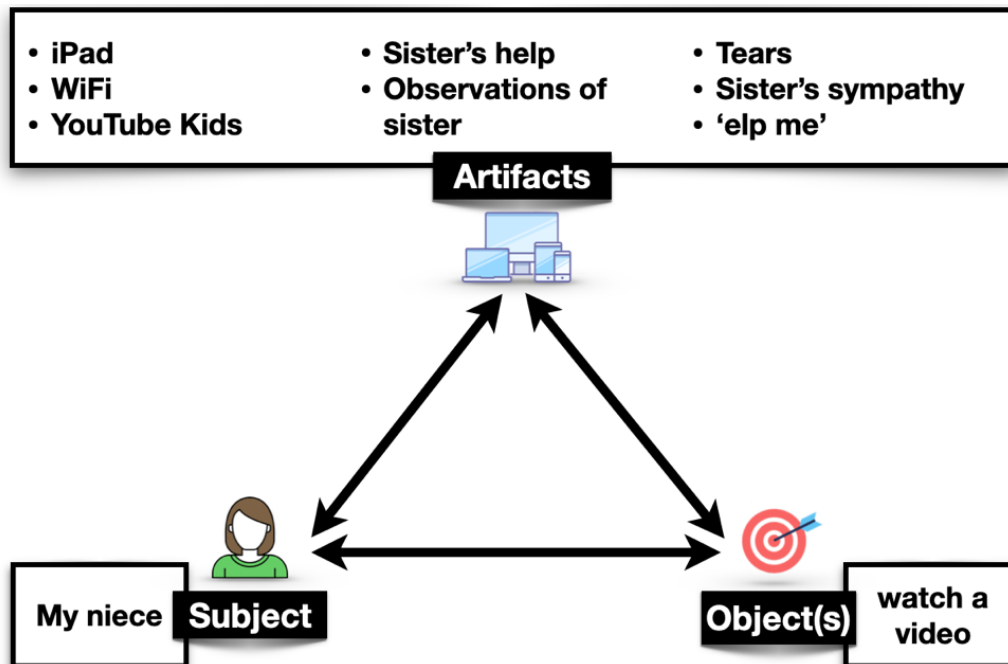 • iPad
• WiFi
• YouTube Kids
• Sister’s help
• Observations of
sister
• Tears
• Sister’s sympathy
• ‘elp me’
Artifacts
My niece
Subject
Object(s)
watch a
video